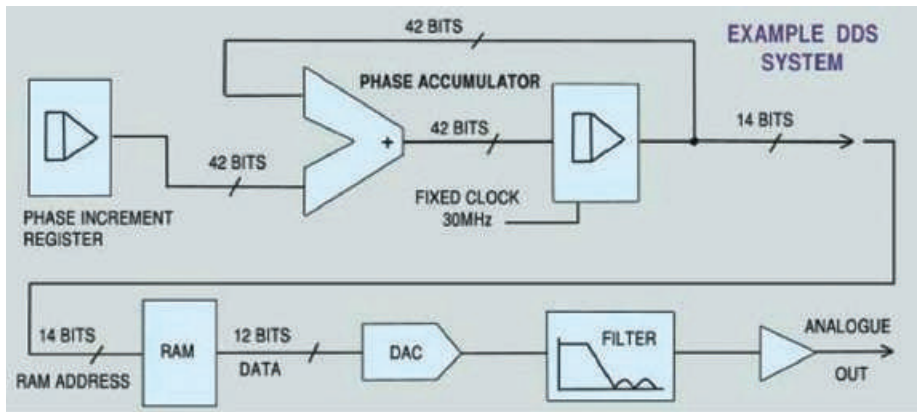 42 BITS
EXAMPLE DDS
SYSTEM
PHASE ACCUMULATOR
+
42 BITS
14 BITS
42 BITS
FIXED CLOCK
30MHz
PHASE INCREMENT
REGISTER
14 BITS
RAM ADDRESS
RAM
12 BITS
DATA
DAC
FILTER
ANALOGUE
OUT